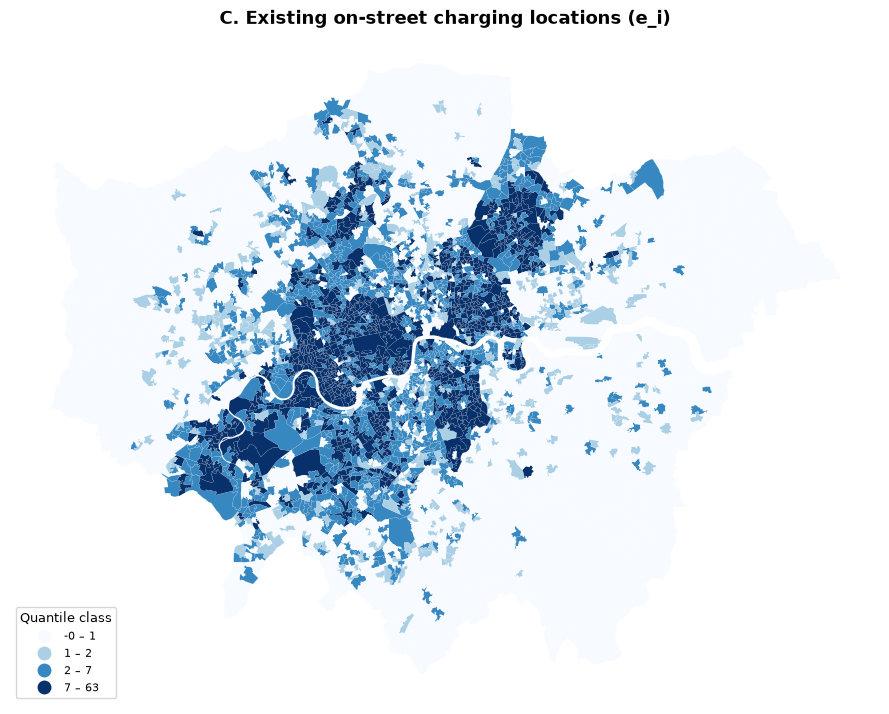 C. Existing on-street charging locations (e_i)
Quantile class
-0 – 1
1 – 2
2 – 7
7 – 63